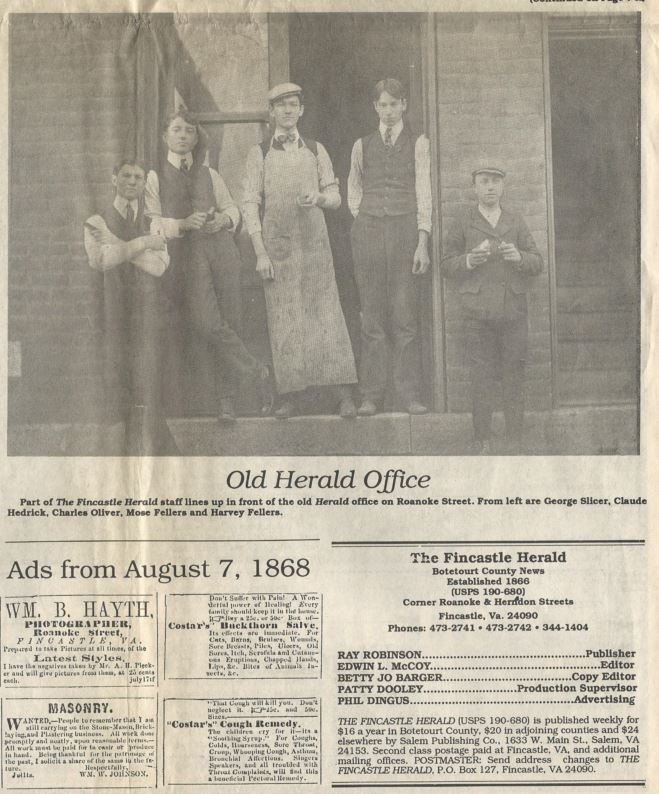 Old Herald Office
Part of The Fincastle Herald staff lines up in front of the old Herald office on Roanoke Street. From left are George Slicer, Claude
Hedrick, Charles Oliver, Mose Fellers and Harvey Fellers.
Ads from August 7, 1868
WM. B. HAYTH,
PHOTOGRAPHER,
Roanoke Street,
FINCASTLE, VA.
Prepared to take Pictures at all times, of the
Latest Styles.
I have the negatives taken by Mr. A. H. Pleck-
er and will give pictures from them, at 25 cents
each. july17tf
MASONRY.
WANTED,—People to remember that I am
still carrying on the Stone-Mason, Brick-
laying, and Plastering business. All work done
promptly and neatly, upon reasonable terms.—
All work must be paid for in cash or produce
in hand. Being thankful for the patronage of
the past, I solicit a share of the same in the fu-
ture. Respectfully,
WM. W. JOHNSON.
Don't Suffer with Pain! A Won-
derful power of Healing! Every
family should keep it in the house.
Buy a 25c. or 50c Box of—
Costar's" Buckthorn Salve.
Its effects are immediate. For
Cuts, Burns, Bruises, Wounds,
Sore Breasts, Piles, Ulcers, Old
Sores, Itch, Scrofula and Cutane-
ous Eruptions, Chapped Hands,
Lips, &c. Bites of Animals, In-
sects, &c.
"That Cough will kill you. Don't
neglect it. 25c. and 50c.
Sizes.
"Costar's" Cough Remedy.
The children cry for it—its a
"Soothing Syrup." For Coughs,
Colds, Hoarseness, Sore Throat,
Croup, Whooping Cough, Asthma,
Bronchial Affections. Singers
Speakers, and all troubled with
Throat Complaints, will find this
a beneficial Pectoral Remedy.
The Fincastle Herald
Botetourt County News
Established 1866
(USPS 190-680)
Corner Roanoke & Herndon Streets
Fincastle, Va. 24090
Phones: 473-2741 • 473-2742 • 344-1404
RAY ROBINSON....Publisher
EDWIN L. McCOY....Editor
BETTY JO BARGER....Copy Editor
PATTY DOOLEY....Production Supervisor
PHIL DINGUS....Advertising
THE FINCASTLE HERALD (USPS 190-680) is published weekly for
$16 a year in Botetourt County, $20 in adjoining counties and $24
elsewhere by Salem Publishing Co., 1633 W. Main St., Salem, VA
24153. Second class postage paid at Fincastle, VA, and additional
mailing offices. POSTMASTER: Send address changes to THE
FINCASTLE HERALD, P.O. Box 127, Fincastle, VA 24090.